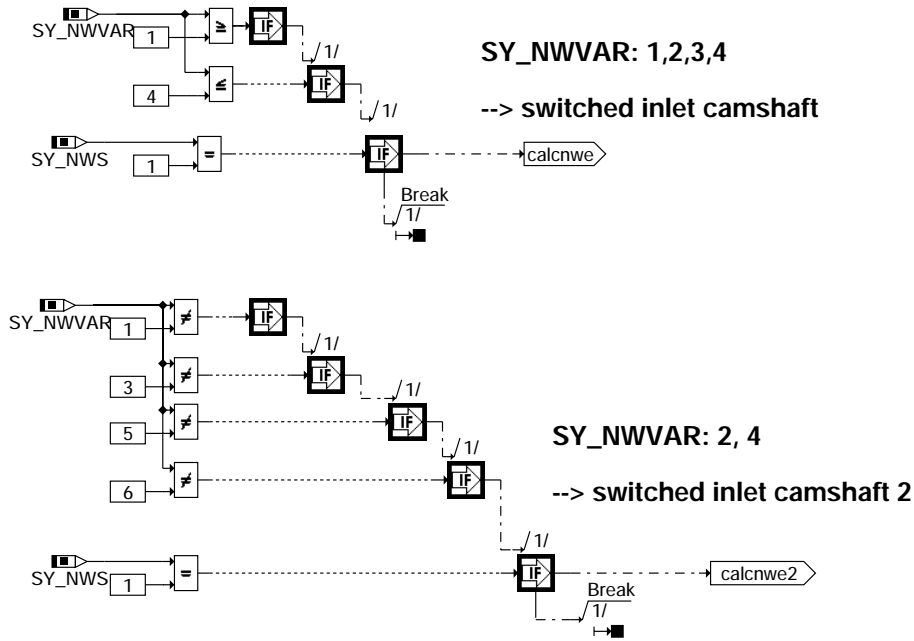 SY_NWVAR
1
≥
IF
1/
SY_NWVAR: 1,2,3,4
4
≤
IF
1/
--> switched inlet camshaft
SY_NWS
1
=
IF
calcnwe
Break
1/
SY_NWVAR
1
≠
IF
1/
3
≠
IF
1/
5
≠
IF
1/
SY_NWVAR: 2, 4
6
≠
IF
--> switched inlet camshaft 2
1/
SY_NWS
1
=
IF
calcnwe2
Break
1/